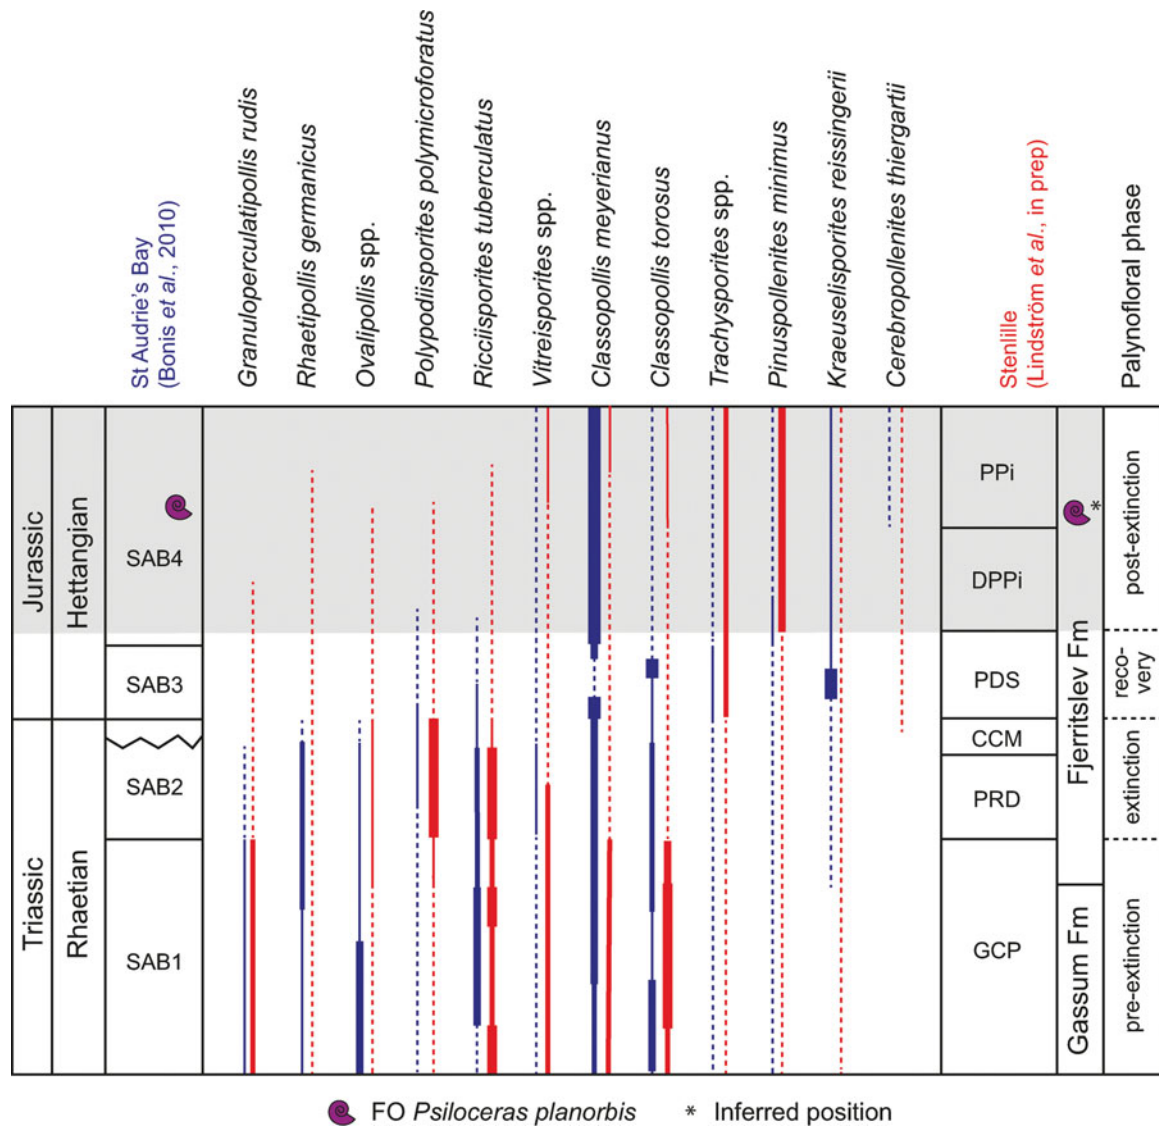 St Audrie's Bay
(Bonis et al., 2010)
Granuloperculatipollis rudis
Rhaetipollis germanicus
Ovalipollis spp.
Polypodiisporites polymicroforatus
Ricciisporites tuberculatus
Vitreisporites spp.
Classopollis meyerianus
Classopollis torosus
Trachysporites spp.
Pinuspollenites minimus
Kraeuselisporites reissingerii
Cerebropollenites thiergartii
Stenlille
(Lindström et al., in prep)
Palynofloral phase
Jurassic
Hettangian
Triassic
Rhaetian
SAB4
SAB3
SAB2
SAB1
PPi
DPPi
PDS
CCM
PRD
GCP
*
Fjerritslev Fm
Gassum Fm
post-extinction
reco-
very
extinction
pre-extinction
FO Psiloceras planorbis
* Inferred position